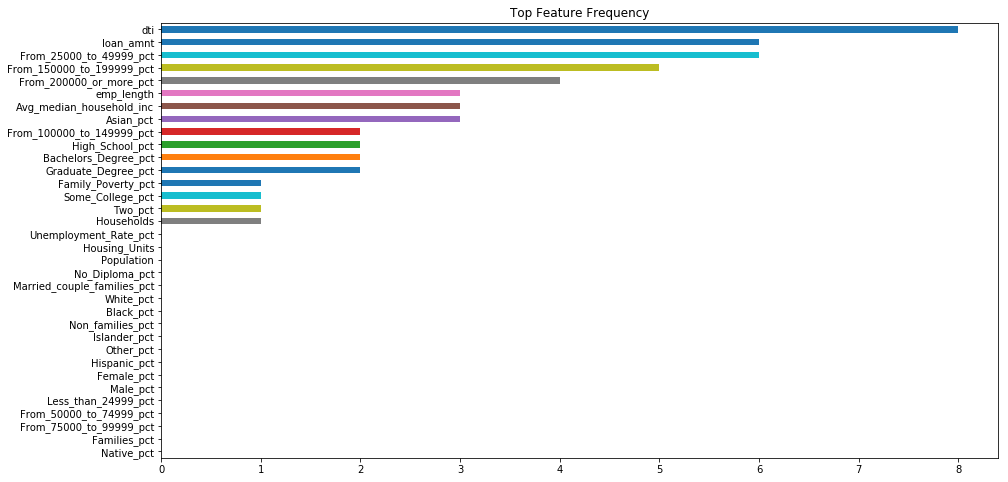 Top Feature Frequency
dti
loan_amnt
From_25000_to_49999_pct
From_150000_to_199999_pct
From_200000_or_more_pct
emp_length
Avg_median_household_inc
Asian_pct
From_100000_to_149999_pct
High_School_pct
Bachelors_Degree_pct
Graduate_Degree_pct
Family_Poverty_pct
Some_College_pct
Two_pct
Households
Unemployment_Rate_pct
Housing_Units
Population
No_Diploma_pct
Married_couple_families_pct
White_pct
Black_pct
Non_families_pct
Islander_pct
Other_pct
Hispanic_pct
Female_pct
Male_pct
Less_than_24999_pct
From_50000_to_74999_pct
From_75000_to_99999_pct
Families_pct
Native_pct
0 1 2 3 4 5 6 7 8